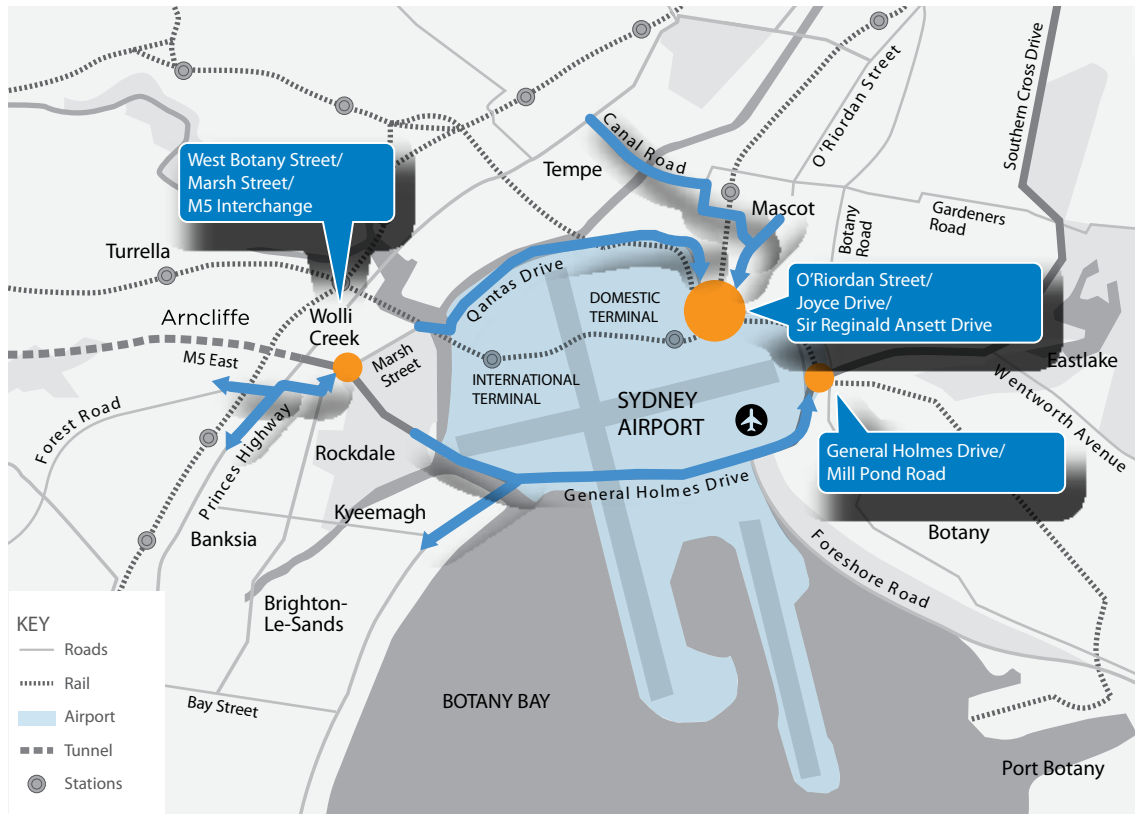 Southern Cross Drive
O'Riordan Street
Canal Road
Tempe
West Botany Street/
Marsh Street/
M5 Interchange
Mascot
Gardeners
Road
Botany
Road
Turrella
Qantas Drive
O'Riordan Street/
Joyce Drive/
Sir Reginald Ansett Drive
DOMESTIC
TERMINAL
Arncliffe
Wolli
Creek
Marsh
Street
M5 East
Eastlake
INTERNATIONAL
TERMINAL
SYDNEY
AIRPORT
Wentworth Avenue
Forest Road
Princes Highway
Rockdale
General Holmes Drive/
Mill Pond Road
General Holmes Drive
Kyeemagh
Banksia
Botany
Foreshore Road
Brighton-
Le-Sands
KEY
Roads
Rail
Airport
Tunnel
Stations
Bay Street
BOTANY BAY
Port Botany